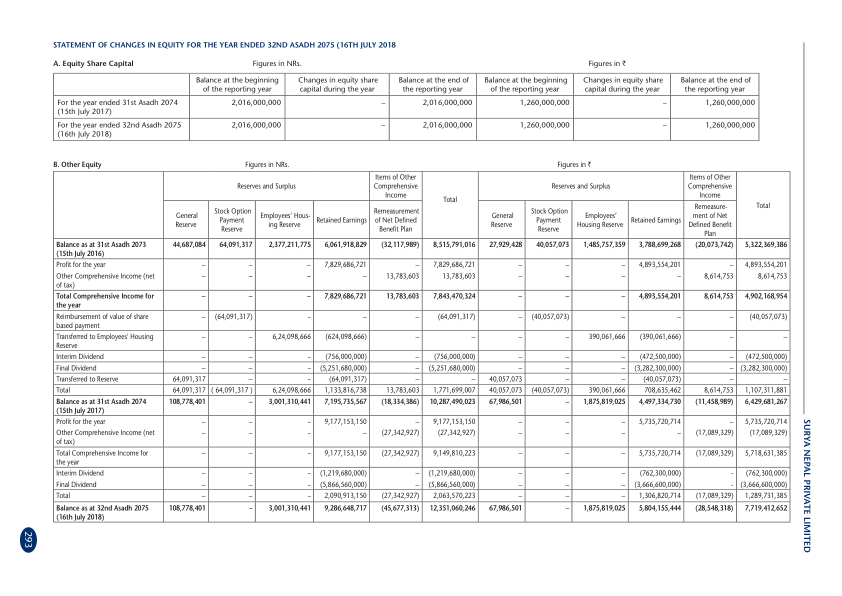 STATEMENT OF CHANGES IN EQUITY FOR THE YEAR ENDED 32ND ASADH 2075 (16TH JULY 2018
A. Equity Share Capital Figures in NRs. Figures in ₹
Balance at the beginning of the reporting year Changes in equity share capital during the year Balance at the end of the reporting year Balance at the beginning of the reporting year Changes in equity share capital during the year Balance at the end of the reporting year
For the year ended 31st Asadh 2074 (15th July 2017) 2,016,000,000 – 2,016,000,000 1,260,000,000 – 1,260,000,000
For the year ended 32nd Asadh 2075 (16th July 2018) 2,016,000,000 – 2,016,000,000 1,260,000,000 – 1,260,000,000
B. Other Equity Figures in NRs. Figures in ₹
Reserves and Surplus Items of Other Comprehensive Income Total Reserves and Surplus Items of Other Comprehensive Income Total
General Reserve Stock Option Payment Reserve Employees' Hous-ing Reserve Retained Earnings Remeasurement of Net Defined Benefit Plan General Reserve Stock Option Payment Reserve Employees' Housing Reserve Retained Earnings Remeasure-ment of Net Defined Benefit Plan
Balance as at 31st Asadh 2073 (15th July 2016) 44,687,084 64,091,317 2,377,211,775 6,061,918,829 (32,117,989) 8,515,791,016 27,929,428 40,057,073 1,485,757,359 3,788,699,268 (20,073,742) 5,322,369,386
Profit for the year – – – 7,829,686,721 – 7,829,686,721 – – – 4,893,554,201 – 4,893,554,201
Other Comprehensive Income (net of tax) – – – – 13,783,603 13,783,603 – – – – 8,614,753 8,614,753
Total Comprehensive Income for the year – – – 7,829,686,721 13,783,603 7,843,470,324 – – – 4,893,554,201 8,614,753 4,902,168,954
Reimbursement of value of share based payment – (64,091,317) – – – (64,091,317) – (40,057,073) – – – (40,057,073)
Transferred to Employees' Housing Reserve – – 6,24,098,666 (624,098,666) – – – – 390,061,666 (390,061,666) – –
Interim Dividend – – – (756,000,000) – (756,000,000) – – – (472,500,000) – (472,500,000)
Final Dividend – – – (5,251,680,000) – (5,251,680,000) – – – (3,282,300,000) – (3,282,300,000)
Transferred to Reserve 64,091,317 – – (64,091,317) – – 40,057,073 – – (40,057,073) – –
Total 64,091,317 ( 64,091,317 ) 6,24,098,666 1,133,816,738 13,783,603 1,771,699,007 40,057,073 (40,057,073) 390,061,666 708,635,462 8,614,753 1,107,311,881
Balance as at 31st Asadh 2074 (15th July 2017) 108,778,401 – 3,001,310,441 7,195,735,567 (18,334,386) 10,287,490,023 67,986,501 – 1,875,819,025 4,497,334,730 (11,458,989) 6,429,681,267
Profit for the year – – – 9,177,153,150 – 9,177,153,150 – – – 5,735,720,714 – 5,735,720,714
Other Comprehensive Income (net of tax) – – – – (27,342,927) (27,342,927) – – – – (17,089,329) (17,089,329)
Total Comprehensive Income for the year – – – 9,177,153,150 (27,342,927) 9,149,810,223 – – – 5,735,720,714 (17,089,329) 5,718,631,385
Interim Dividend – – – (1,219,680,000) – (1,219,680,000) – – – (762,300,000) - (762,300,000)
Final Dividend – – – (5,866,560,000) – (5,866,560,000) – – – (3,666,600,000) - (3,666,600,000)
Total – – – 2,090,913,150 (27,342,927) 2,063,570,223 – – – 1,306,820,714 (17,089,329) 1,289,731,385
Balance as at 32nd Asadh 2075 (16th July 2018) 108,778,401 – 3,001,310,441 9,286,648,717 (45,677,313) 12,351,060,246 67,986,501 – 1,875,819,025 5,804,155,444 (28,548,318) 7,719,412,652
SURYA NEPAL PRIVATE LIMITED
293